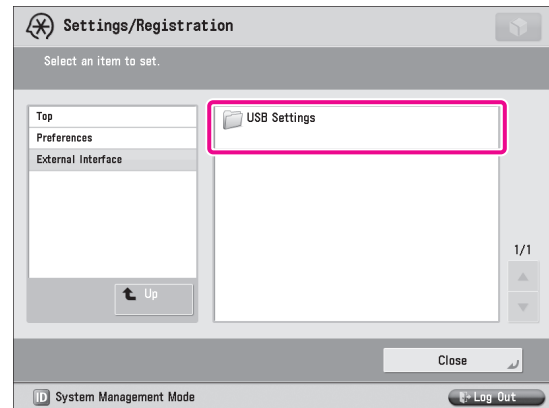 Settings/Registration
Select an item to set.
Top
Preferences
External Interface
USB Settings
1/1
Up
Close
ID System Management Mode
Log Out